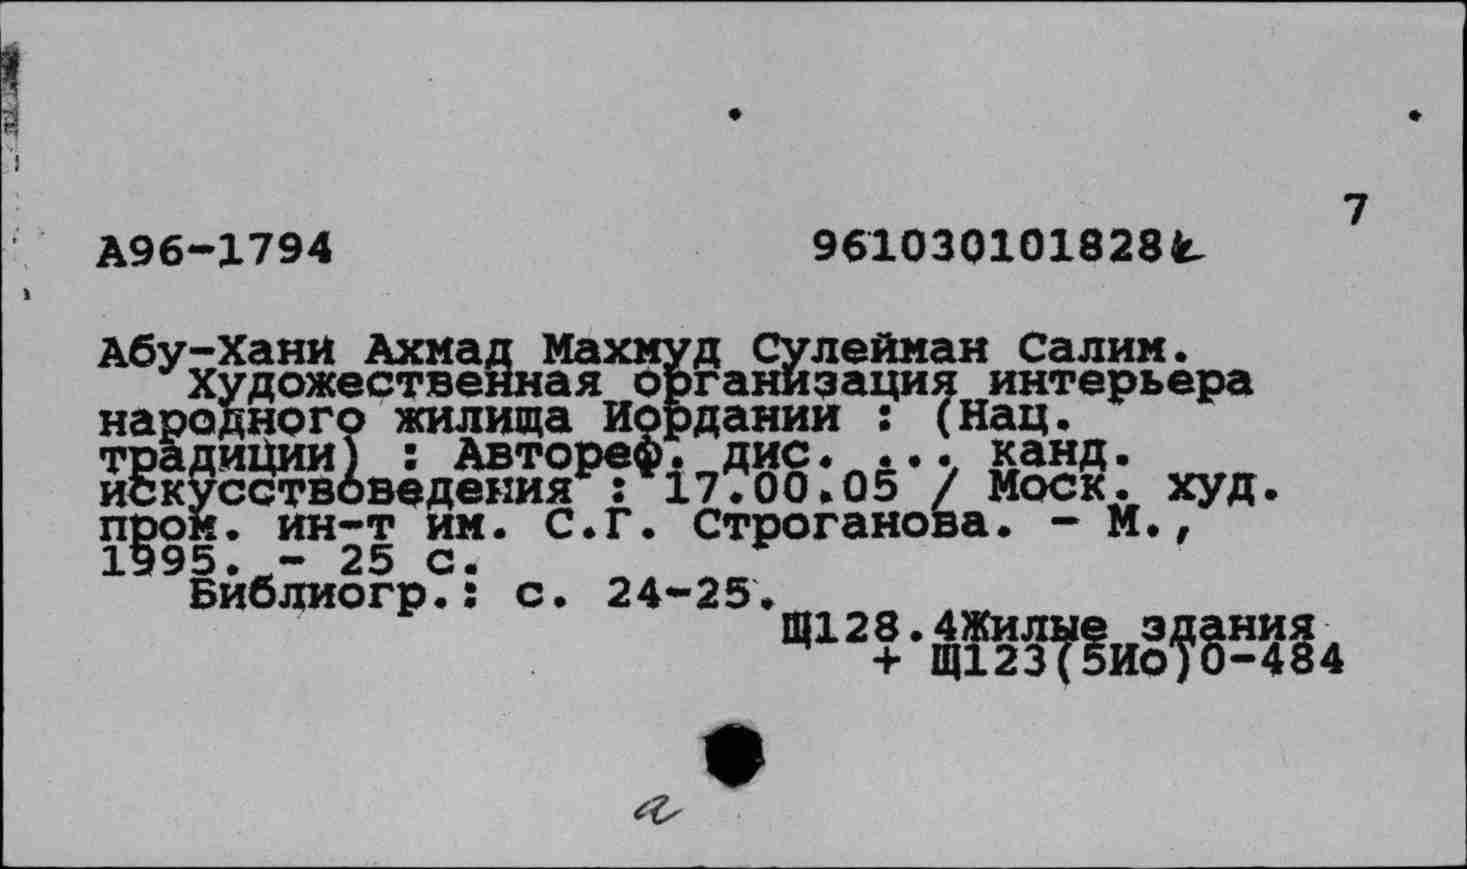 7
А96-1794 961030101828
Абу-Хани Ахмад Махмуд Сулейман Салим.
Художественная организация интерьера
народного жилища Иордании : (Нац.
традиции) : Автореф. дис. ... канд.
искусствоведения : 17.00.05 / Моск. худ.
пром. ин-т им. С.Г. Строганова. - М.,
1995. - 25 с.
Библиогр.: с. 24-25.
Щ128.4Жилые здания
+ Щ123(5Ио)0-484